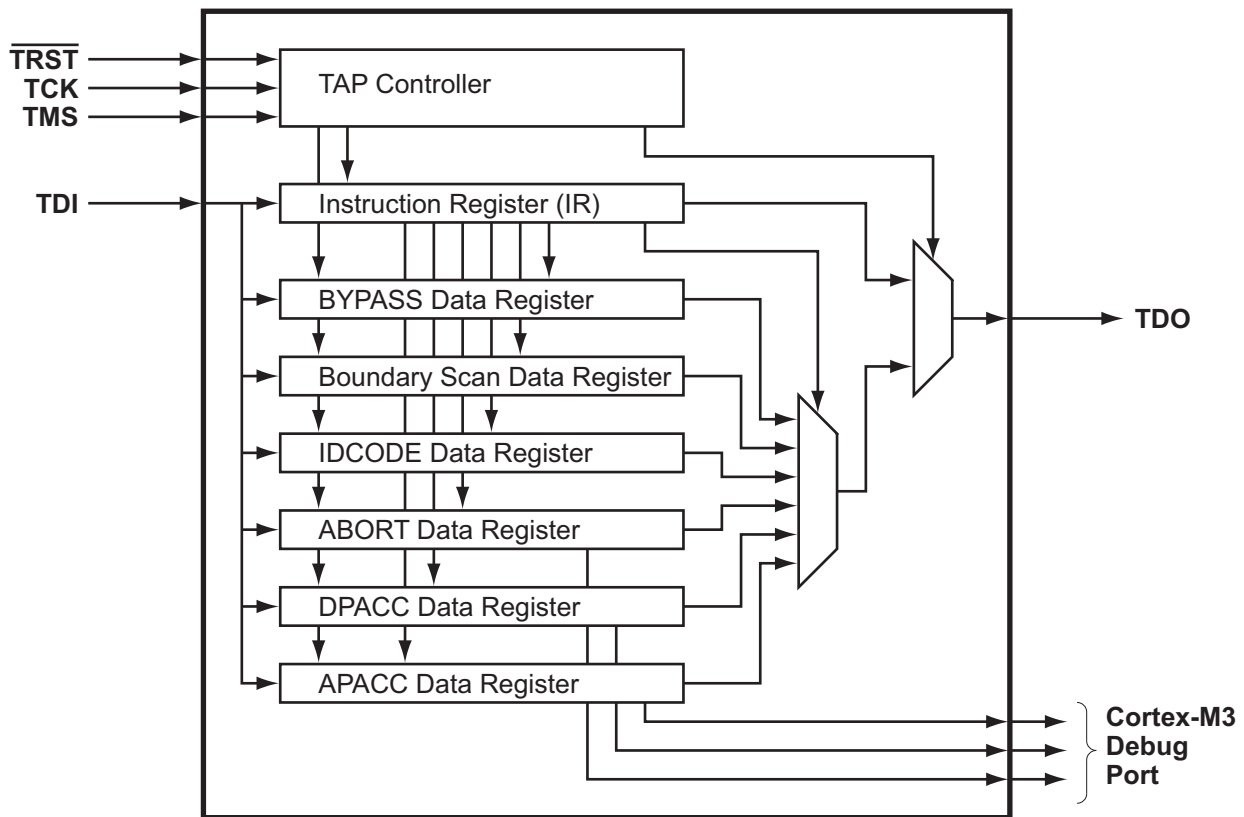 TRST
TCK
TMS
TAP Controller
TDI
Instruction Register (IR)
BYPASS Data Register
TDO
Boundary Scan Data Register
IDCODE Data Register
ABORT Data Register
DPACC Data Register
APACC Data Register
Cortex-M3
Debug
Port